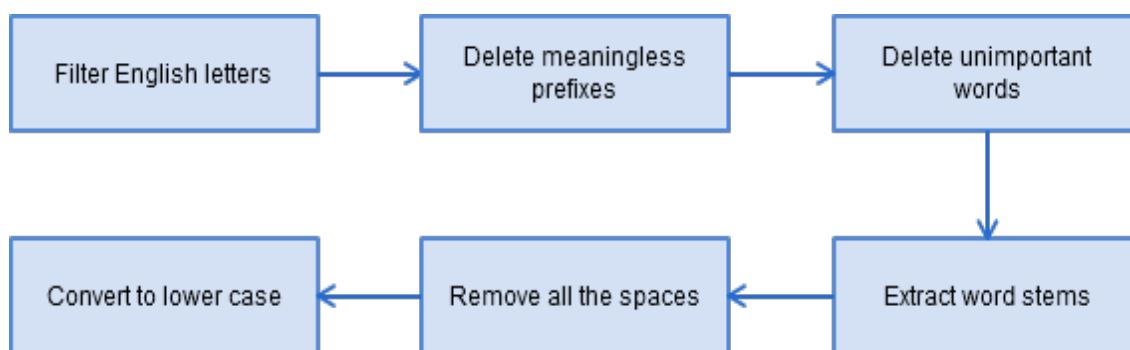 Filter English letters
Delete meaningless
prefixes
Delete unimportant
words
Extract word stems
Remove all the spaces
Convert to lower case